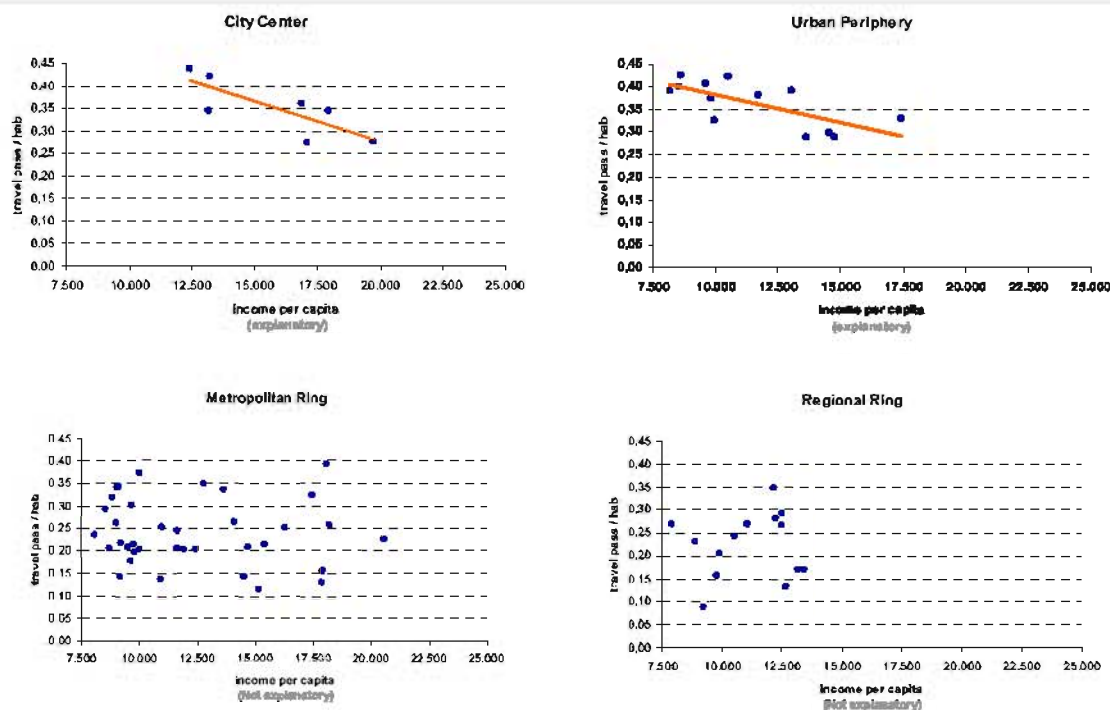 City Center
0.45
0.40
0.35
0.30
0.25
0.20
0.15
0.10
0.05
0.00
travel pass / hab
7.500 10.000 12.500 15.000 17.500 20.000 22.500 25.000
income per capita
(explanatory)
Urban Periphery
0,45
0,40
0,35
0,30
0,25
0,20
0,15
0,10
0,05
0,00
travel pass / hab
7.500 10.000 12.500 15.000 17.500 20.000 22.500 25.000
income per capita
(explanatory)
Metropolitan Ring
0.45
0.40
0.35
0.30
0.25
0.20
0.15
0.10
0.05
0.00
travel pass / hab
7.500 10.000 12.500 15.000 17.500 20.000 22.500 25.000
income per capita
(Not explanatory)
Regional Ring
0,45
0,40
0,35
0,30
0,25
0,20
0,15
0,10
0,05
0,00
travel pass / hab
7.500 10.000 12.500 15.000 17.500 20.000 22.500 25.000
income per capita
(Not explanatory)